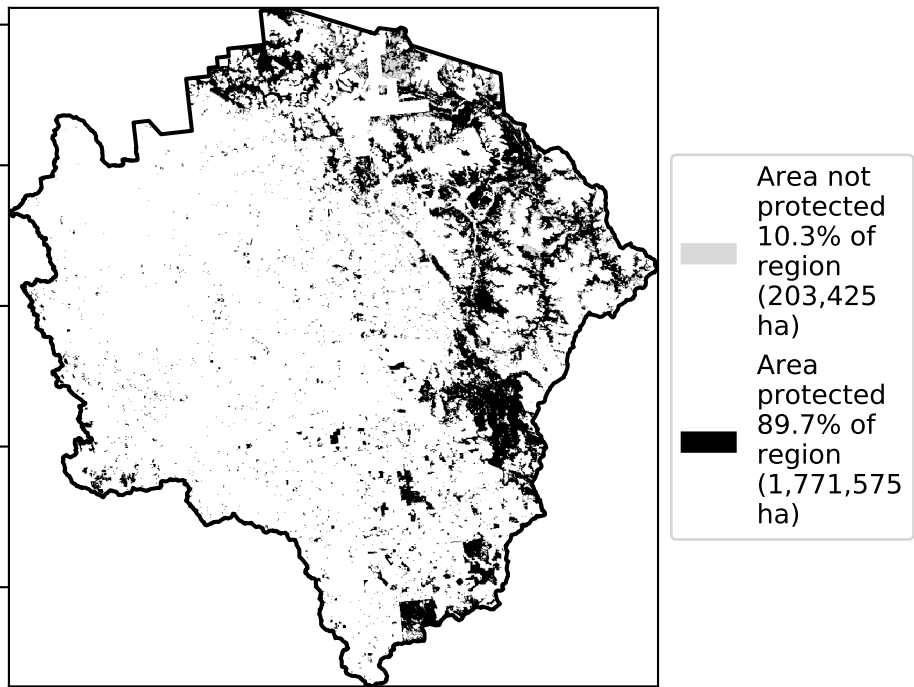 Area not
protected
10.3% of
region
(203,425
ha)
Area
protected
89.7% of
region
(1,771,575
ha)